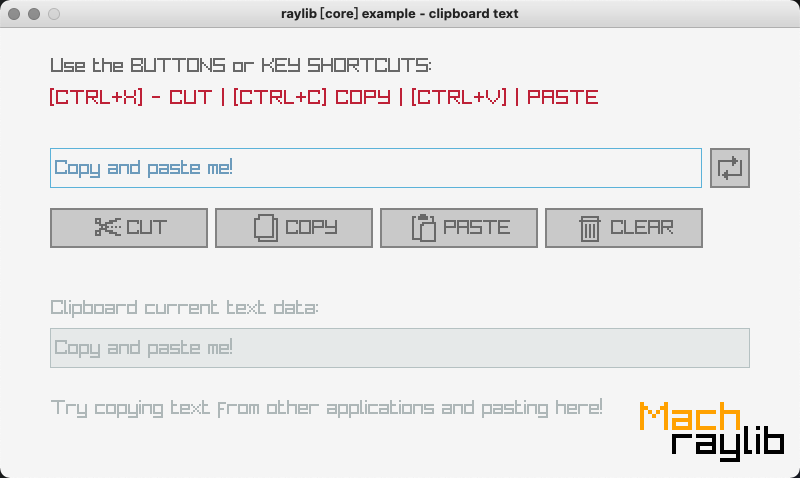 raylib [core] example - clipboard text
Use the BUTTONS or KEY SHORTCUTS:
[CTRL+X] - CUT | [CTRL+C] COPY | [CTRL+V] | PASTE
Copy and paste me!
CUT COPY PASTE CLEAR
Clipboard current text data:
Copy and paste me!
Try copying text from other applications and pasting here!
Mach
raylib